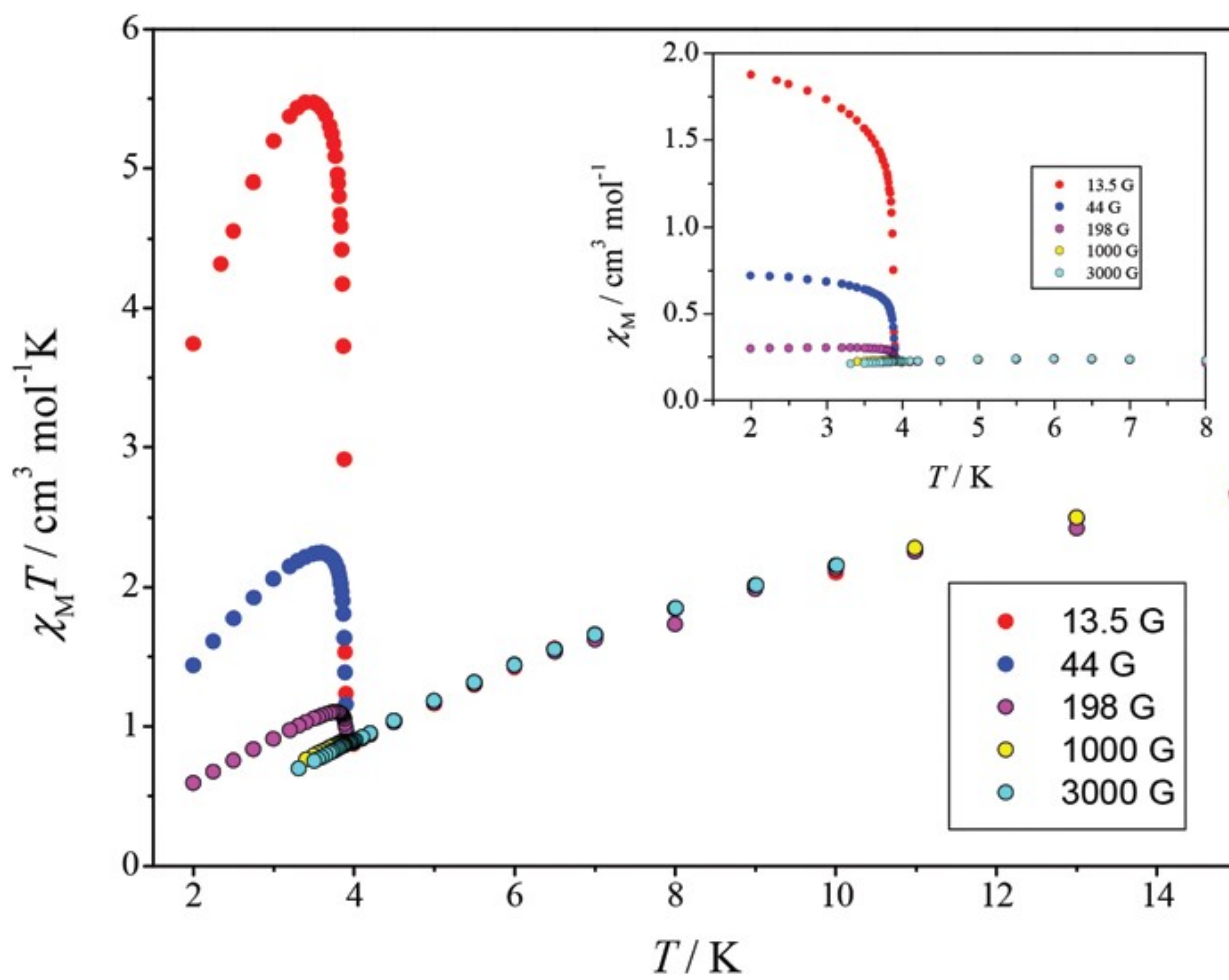 6
5
4
3
2
1
0
χ_M T / cm³ mol⁻¹K
2 4 6 8 10 12 14
T / K
13.5 G
44 G
198 G
1000 G
3000 G
2.0
1.5
1.0
0.5
0.0
χ_M / cm³ mol⁻¹
2 3 4 5 6 7 8
T / K
13.5 G
44 G
198 G
1000 G
3000 G